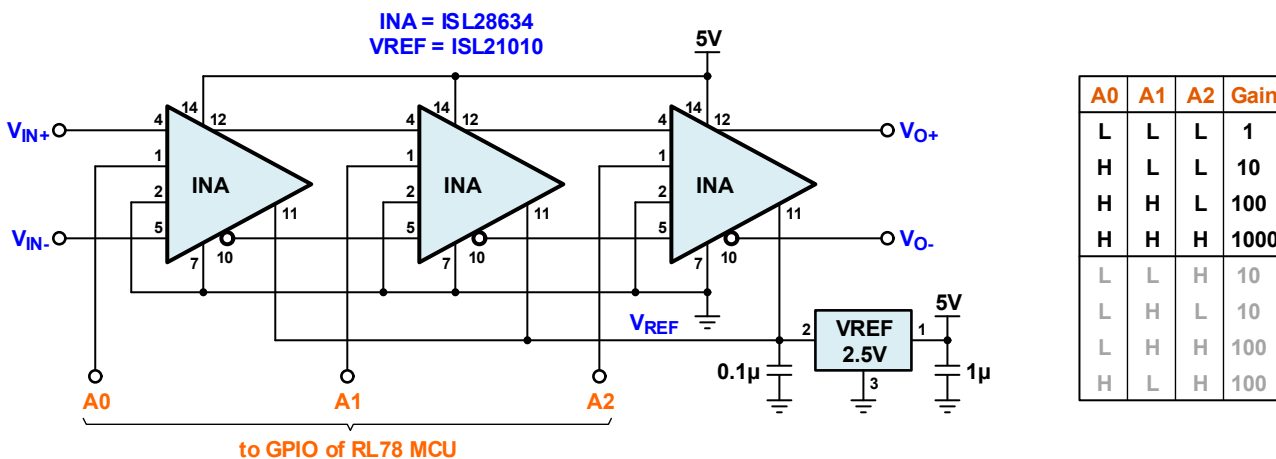 INA = ISL28634
VREF = ISL21010
5V
14 12 14 12 14 12
VIN+ 4 4 4 VO+
1 1 1
INA INA INA
2 2 2
11 11 11
VIN- 5 5 5 VO-
7 10 7 10 7 10
5V
VREF
2 VREF 1
2.5V
0.1µ 3 1µ
A0 A1 A2
to GPIO of RL78 MCU
A0 A1 A2 Gain
L L L 1
H L L 10
H H L 100
H H H 1000
L L H 10
L H L 10
L H H 100
H L H 100